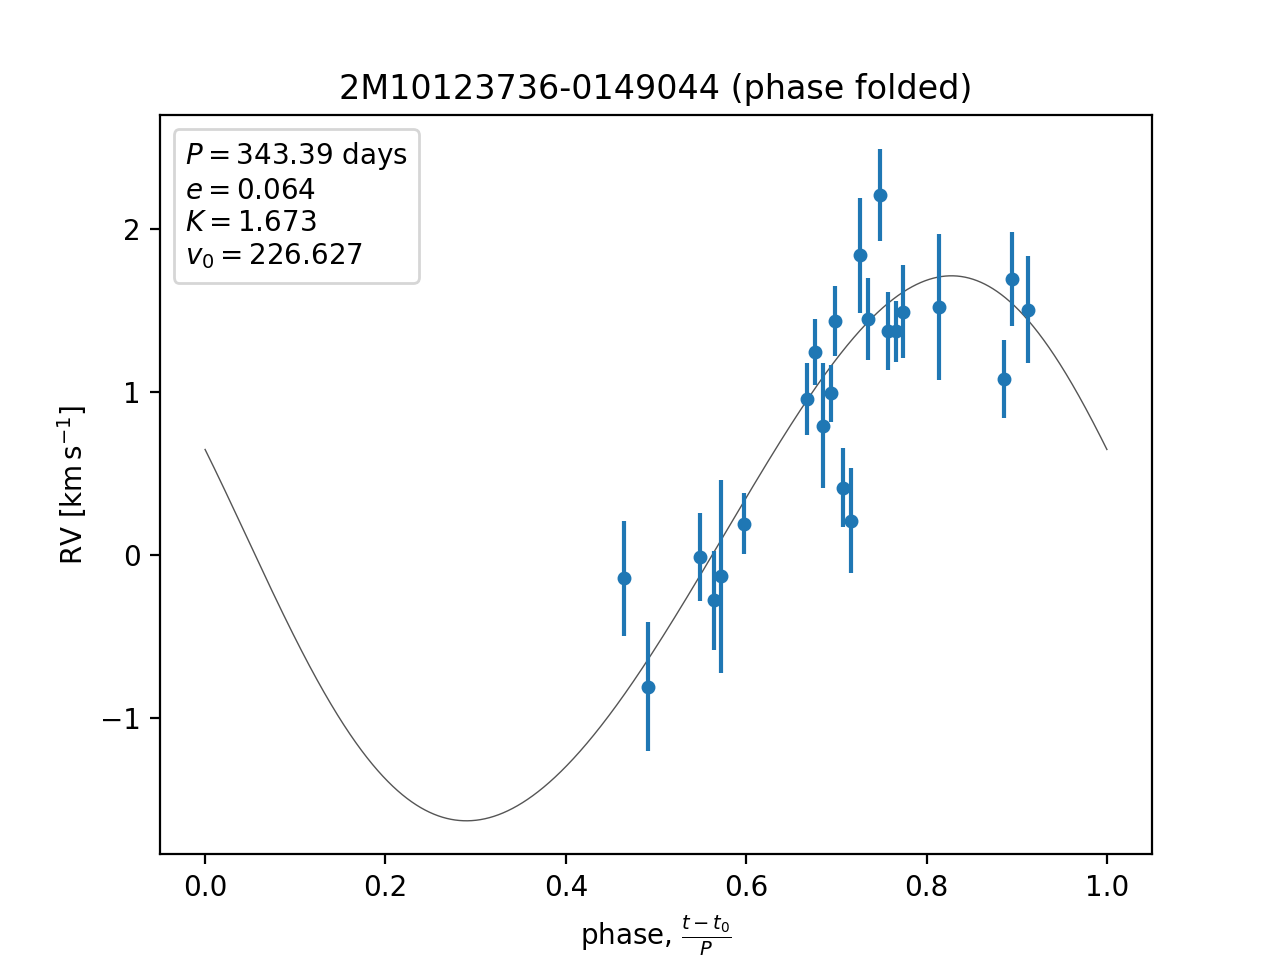 2M10123736-0149044 (phase folded)
P = 343.39 days
e = 0.064
K = 1.673
v₀ = 226.627
2
1
0
−1
RV [km s⁻¹]
0.0 0.2 0.4 0.6 0.8 1.0
phase, (t − t₀)/P